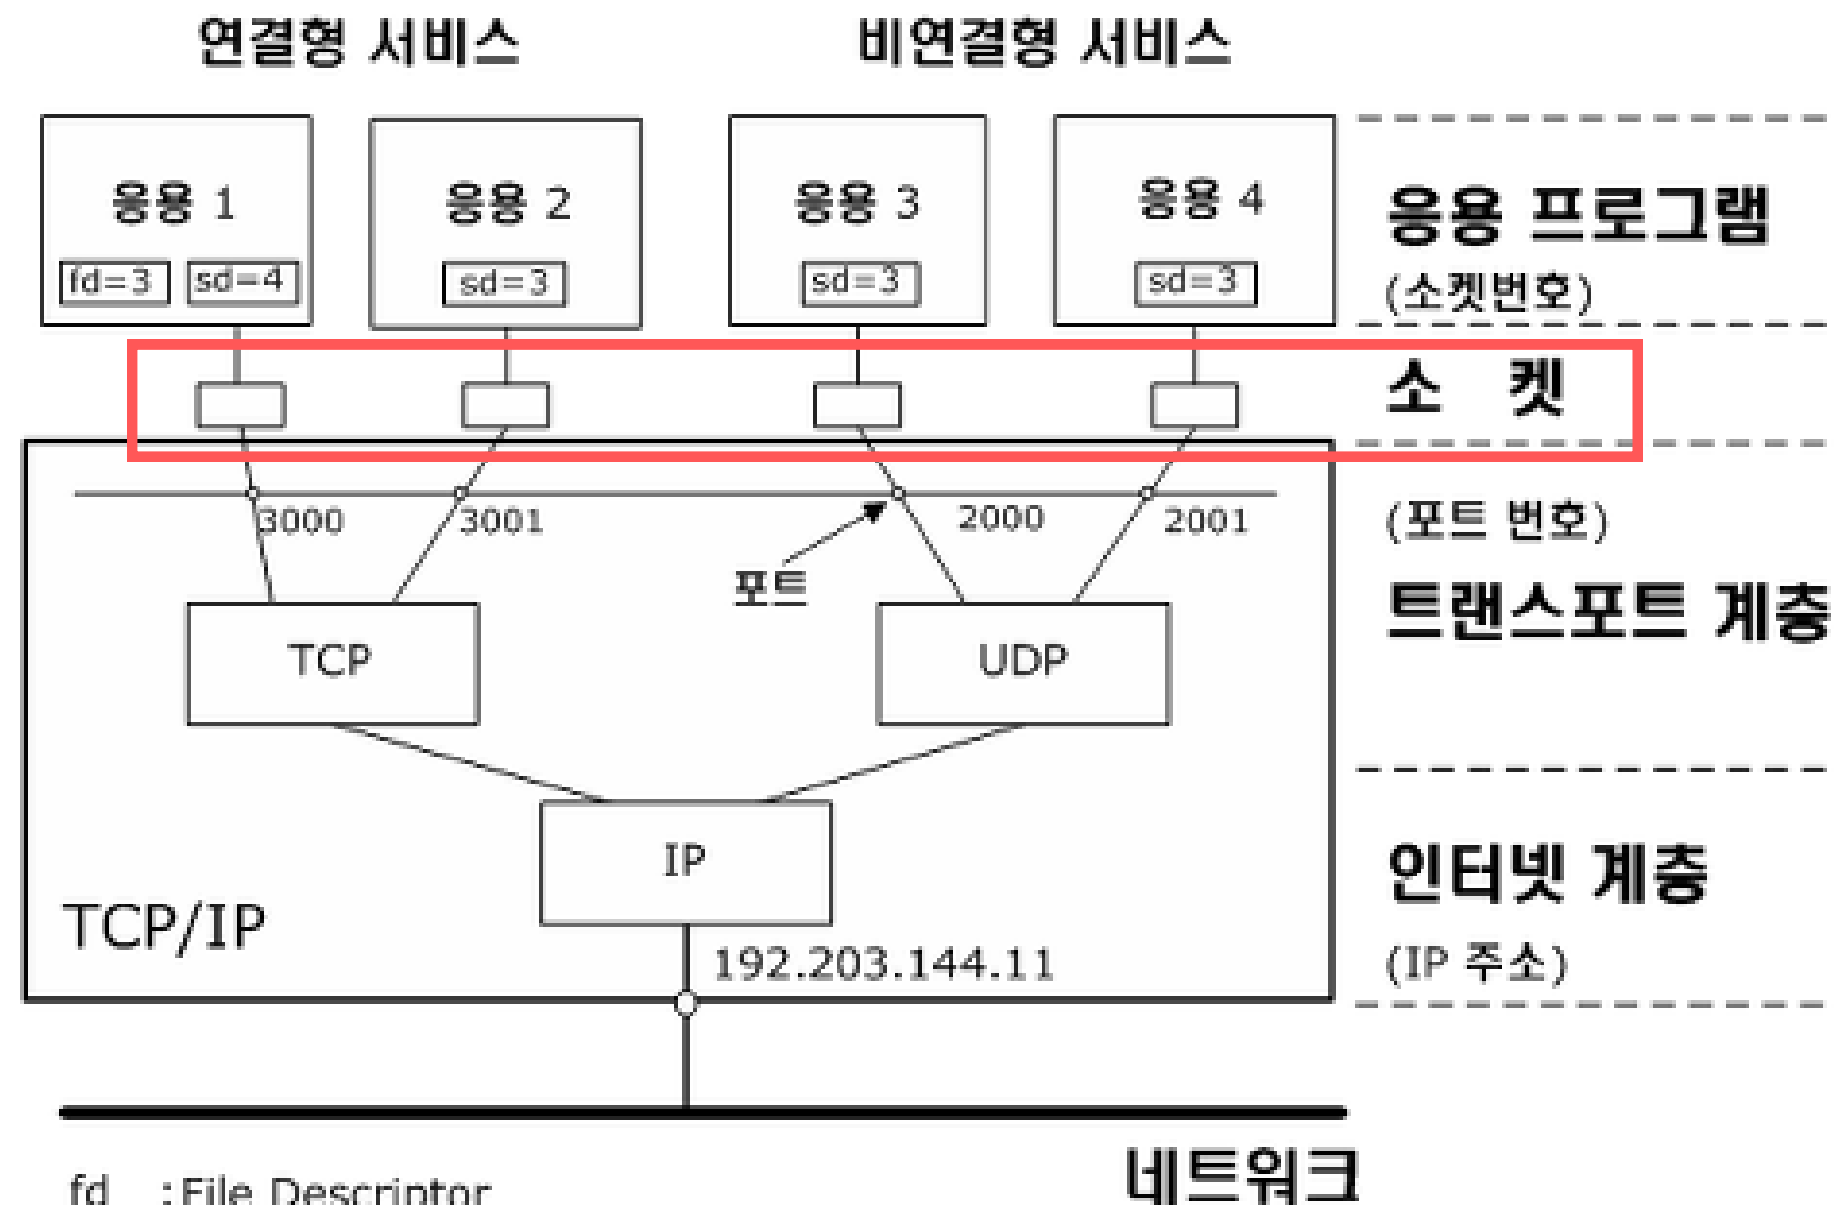 연결형 서비스 비연결형 서비스
응용 1 응용 2 응용 3 응용 4 응용 프로그램
fd=3 sd=4 sd=3 sd=3 sd=3 (소켓번호)
소 켓
3000 3001 2000 2001 (포트 번호)
포트
트랜스포트 계층
TCP UDP
IP 인터넷 계층
TCP/IP
192.203.144.11 (IP 주소)
네트워크
fd :File Descriptor